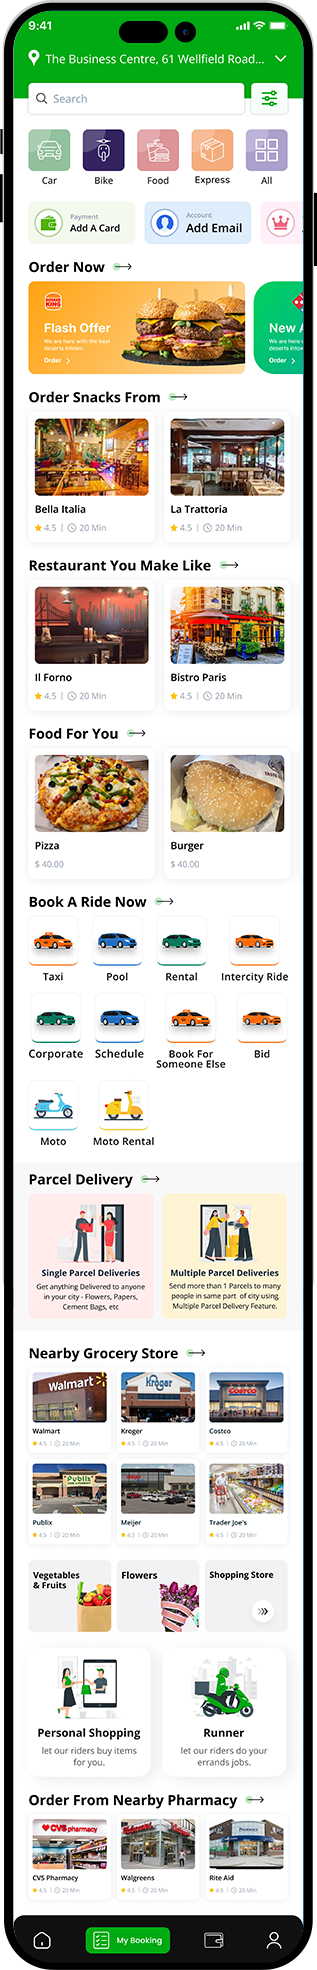 9:41
The Business Centre, 61 Wellfield Road...
Search
Car
Bike
Food
Express
All
Payment
Add A Card
Account
Add Email
Order Now
BURGER KING
Flash Offer
We are here with the best
deserts intown.
Order
New A
We are here
deserts intow
Order
Order Snacks From
Bella Italia
4.5 | 20 Min
La Trattoria
4.5 | 20 Min
Restaurant You Make Like
Il Forno
4.5 | 20 Min
Bistro Paris
4.5 | 20 Min
Food For You
Pizza
$ 40.00
Burger
$ 40.00
Book A Ride Now
Taxi
Pool
Rental
Intercity Ride
Corporate
Schedule
Book For
Someone Else
Bid
Moto
Moto Rental
Parcel Delivery
Single Parcel Deliveries
Get anything Delivered to anyone
in your city - Flowers, Papers,
Cement Bags, etc
Multiple Parcel Deliveries
Send more than 1 Parcels to many
people in same part of city using
Multiple Parcel Delivery Feature.
Nearby Grocery Store
Walmart
Walmart
4.5 | 20 Min
Kroger
Kroger
4.5 | 20 Min
Costco
Costco
4.5 | 20 Min
Publix
Publix
4.5 | 20 Min
Meijer
4.5 | 20 Min
Trader Joe's
4.5 | 20 Min
Vegetables
& Fruits
Flowers
Shopping Store
Personal Shopping
let our riders buy items
for you.
Runner
let our riders do your
errands jobs.
Order From Nearby Pharmacy
CVS pharmacy
CVS Pharmacy
4.5 | 20 Min
Walgreens
Walgreens
4.5 | 20 Min
PHARMACY
Rite Aid
4.5 | 20 Min
My Booking